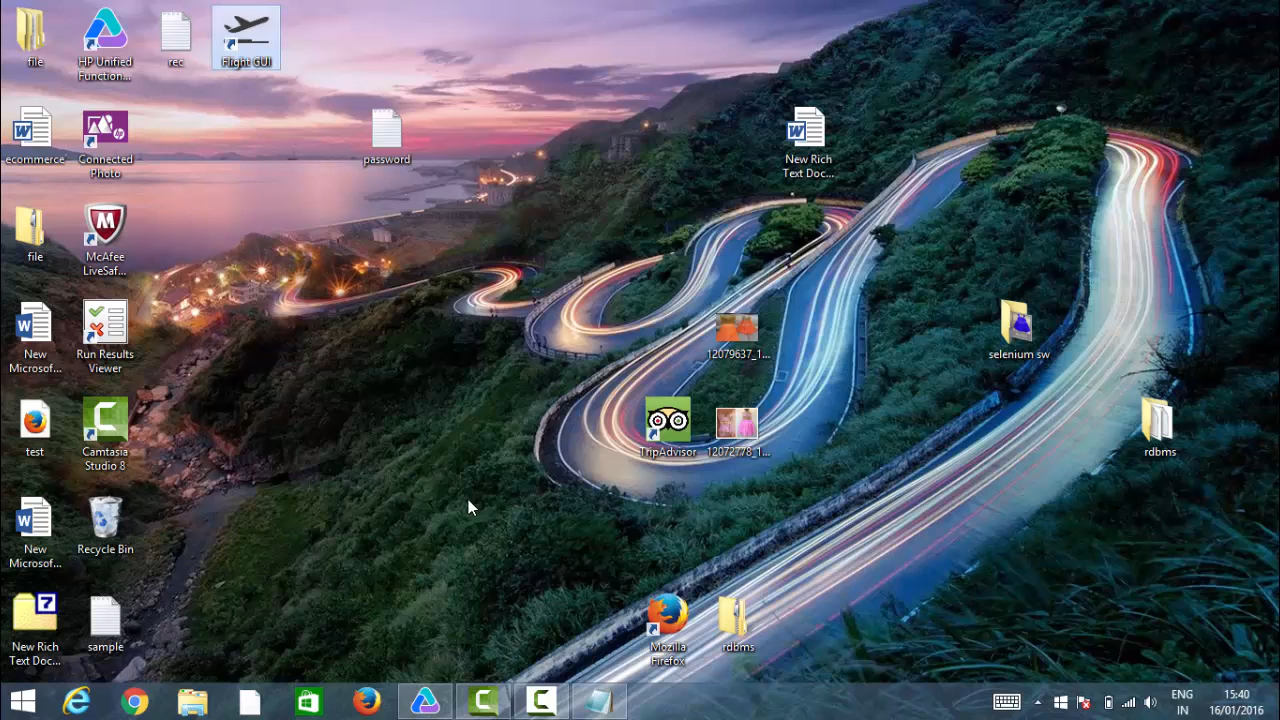 file
HP Unified
Function...
rec
Flight GUI
ecommerce
Connected
Photo
password
New Rich
Text Doc...
file
McAfee
LiveSaf...
New
Microsof...
Run Results
Viewer
12079637_1...
selenium sw
test
Camtasia
Studio 8
TripAdvisor
12072778_1...
rdbms
New
Microsof...
Recycle Bin
New Rich
Text Doc...
sample
Mozilla
Firefox
rdbms
ENG
IN
15:40
16/01/2016